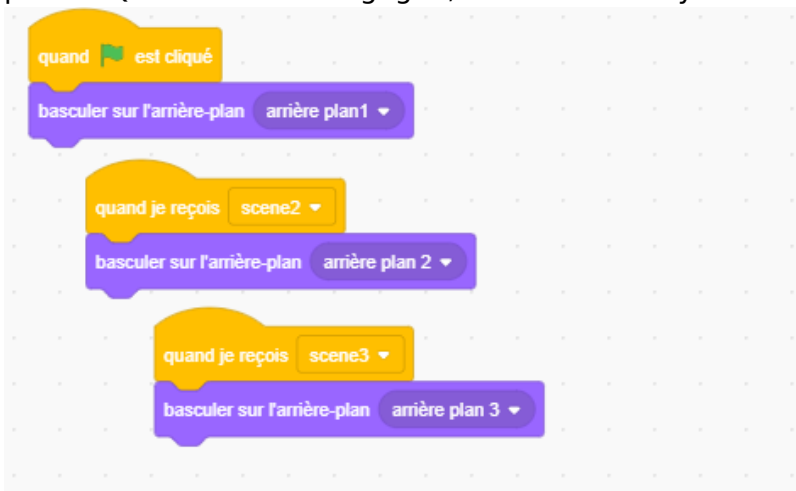 quand est cliqué
basculer sur l'arrière-plan arrière plan1
quand je reçois scene2
basculer sur l'arrière-plan arrière plan 2
quand je reçois scene3
basculer sur l'arrière-plan arrière plan 3